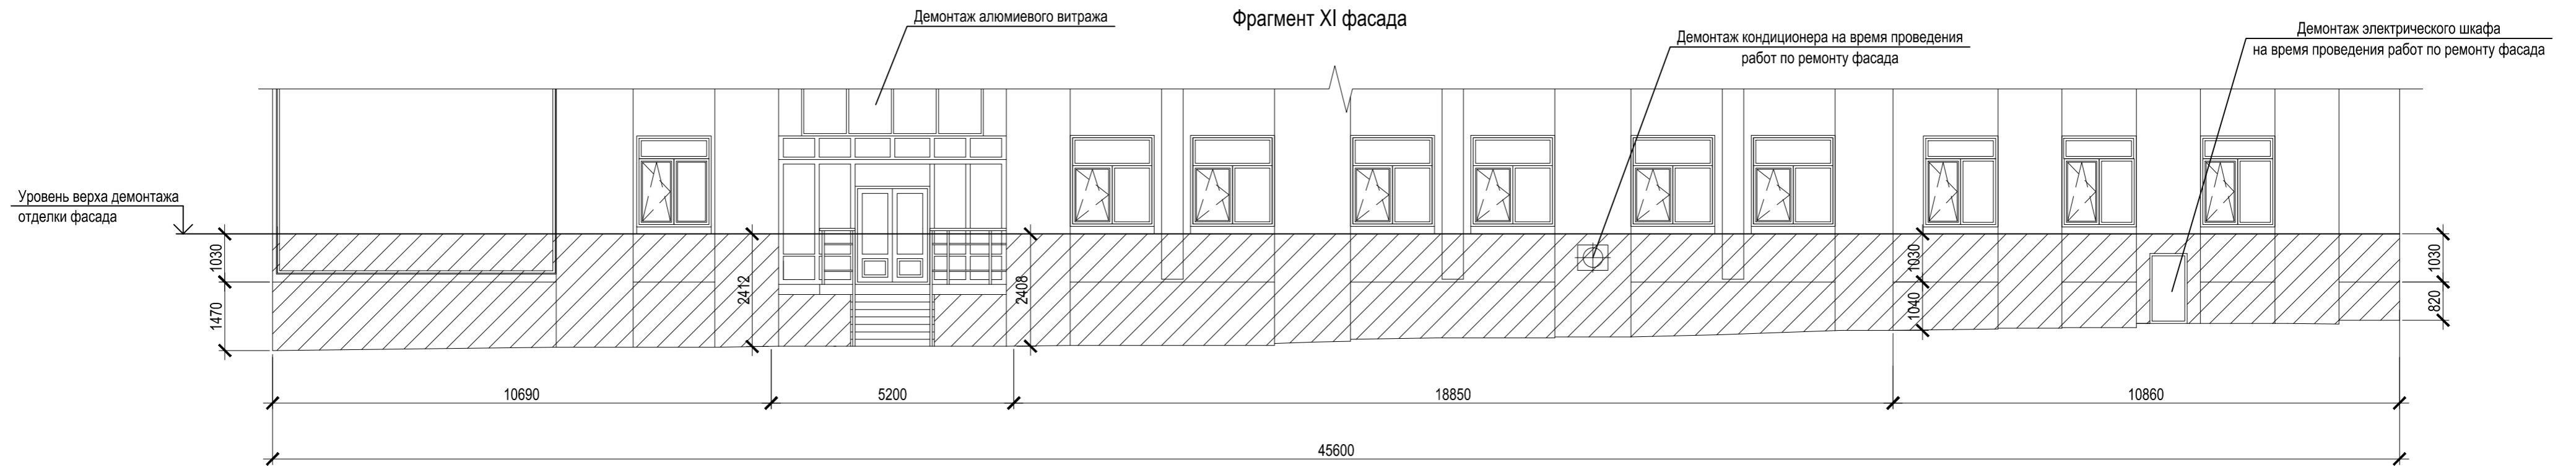 Фрагмент XI фасада
Демонтаж алюмиевого витража
Демонтаж кондиционера на время проведения
работ по ремонту фасада
Демонтаж электрического шкафа
на время проведения работ по ремонту фасада
Уровень верха демонтажа
отделки фасада
1030
1470
2412
2408
1030
1040
1030
820
10690
5200
18850
10860
45600